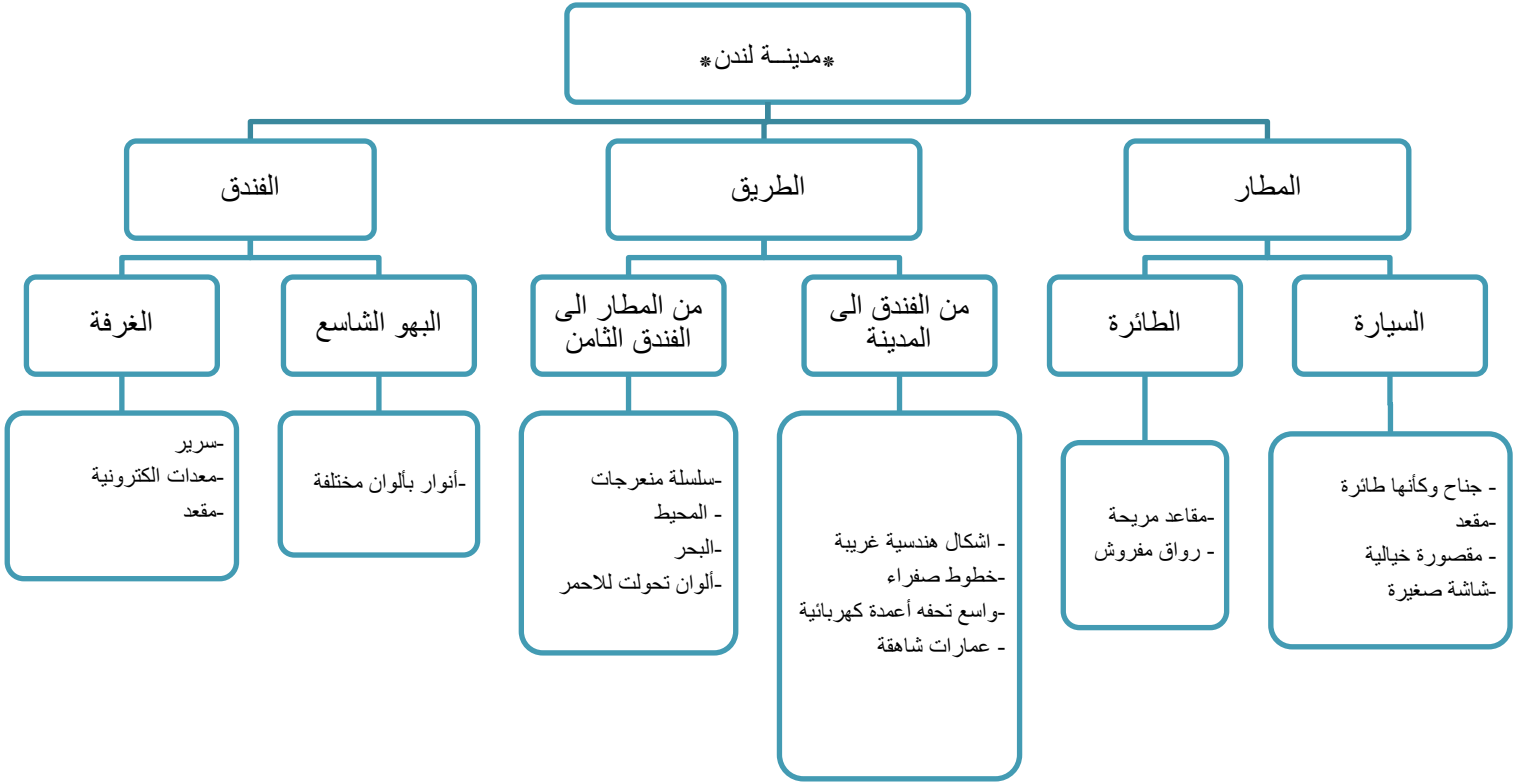 *مدينـــة لندن*
المطار
الطريق
الفندق
السيارة
الطائرة
من الفندق الى
المدينة
من المطار الى
الفندق الثامن
البهو الشاسع
الغرفة
- جناح وكأنها طائرة
-مقعد
- مقصورة خيالية
-شاشة صغيرة
-مقاعد مريحة
- رواق مفروش
- اشكال هندسية غريبة
-خطوط صفراء
-واسع تحفه أعمدة كهربائية
- عمارات شاهقة
-سلسلة منعرجات
- المحيط
-البحر
-ألوان تحولت للاحمر
-أنوار بألوان مختلفة
-سرير
-معدات الكترونية
-مقعد